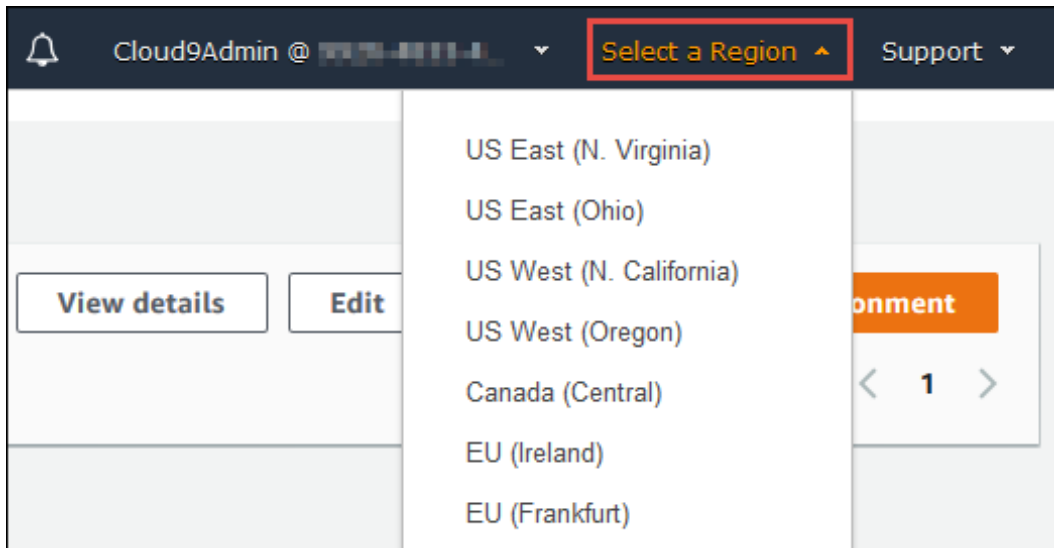 Cloud9Admin @
Select a Region
Support
US East (N. Virginia)
US East (Ohio)
US West (N. California)
View details
Edit
onment
US West (Oregon)
1
Canada (Central)
EU (Ireland)
EU (Frankfurt)